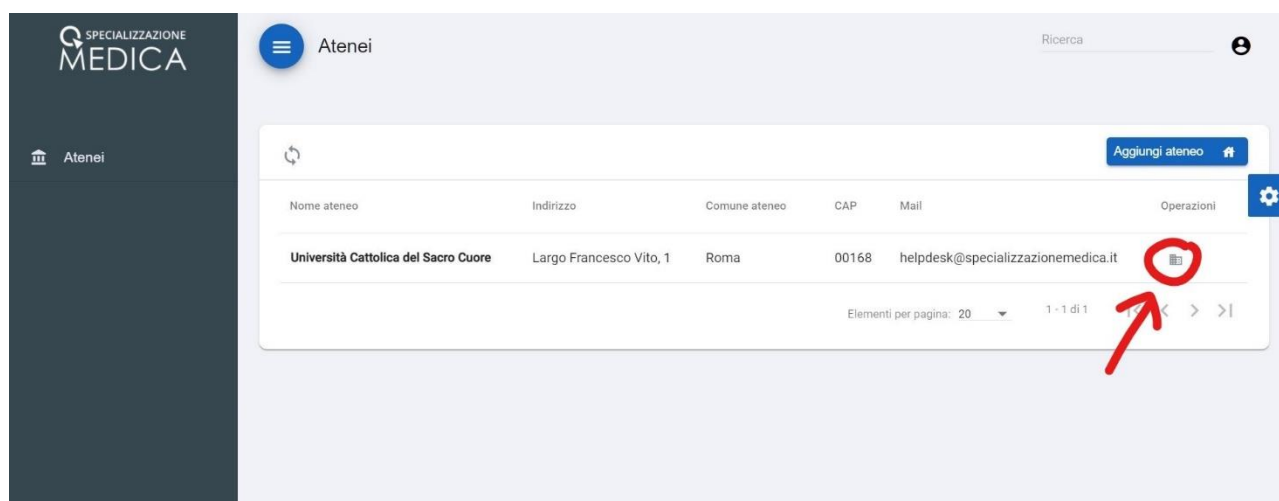 SPECIALIZZAZIONE
MEDICA
Atenei
Ricerca
Atenei
Aggiungi ateneo
Nome ateneo Indirizzo Comune ateneo CAP Mail Operazioni
Università Cattolica del Sacro Cuore Largo Francesco Vito, 1 Roma 00168 helpdesk@specializzazionemedica.it
Elementi per pagina: 20 1 - 1 di 1